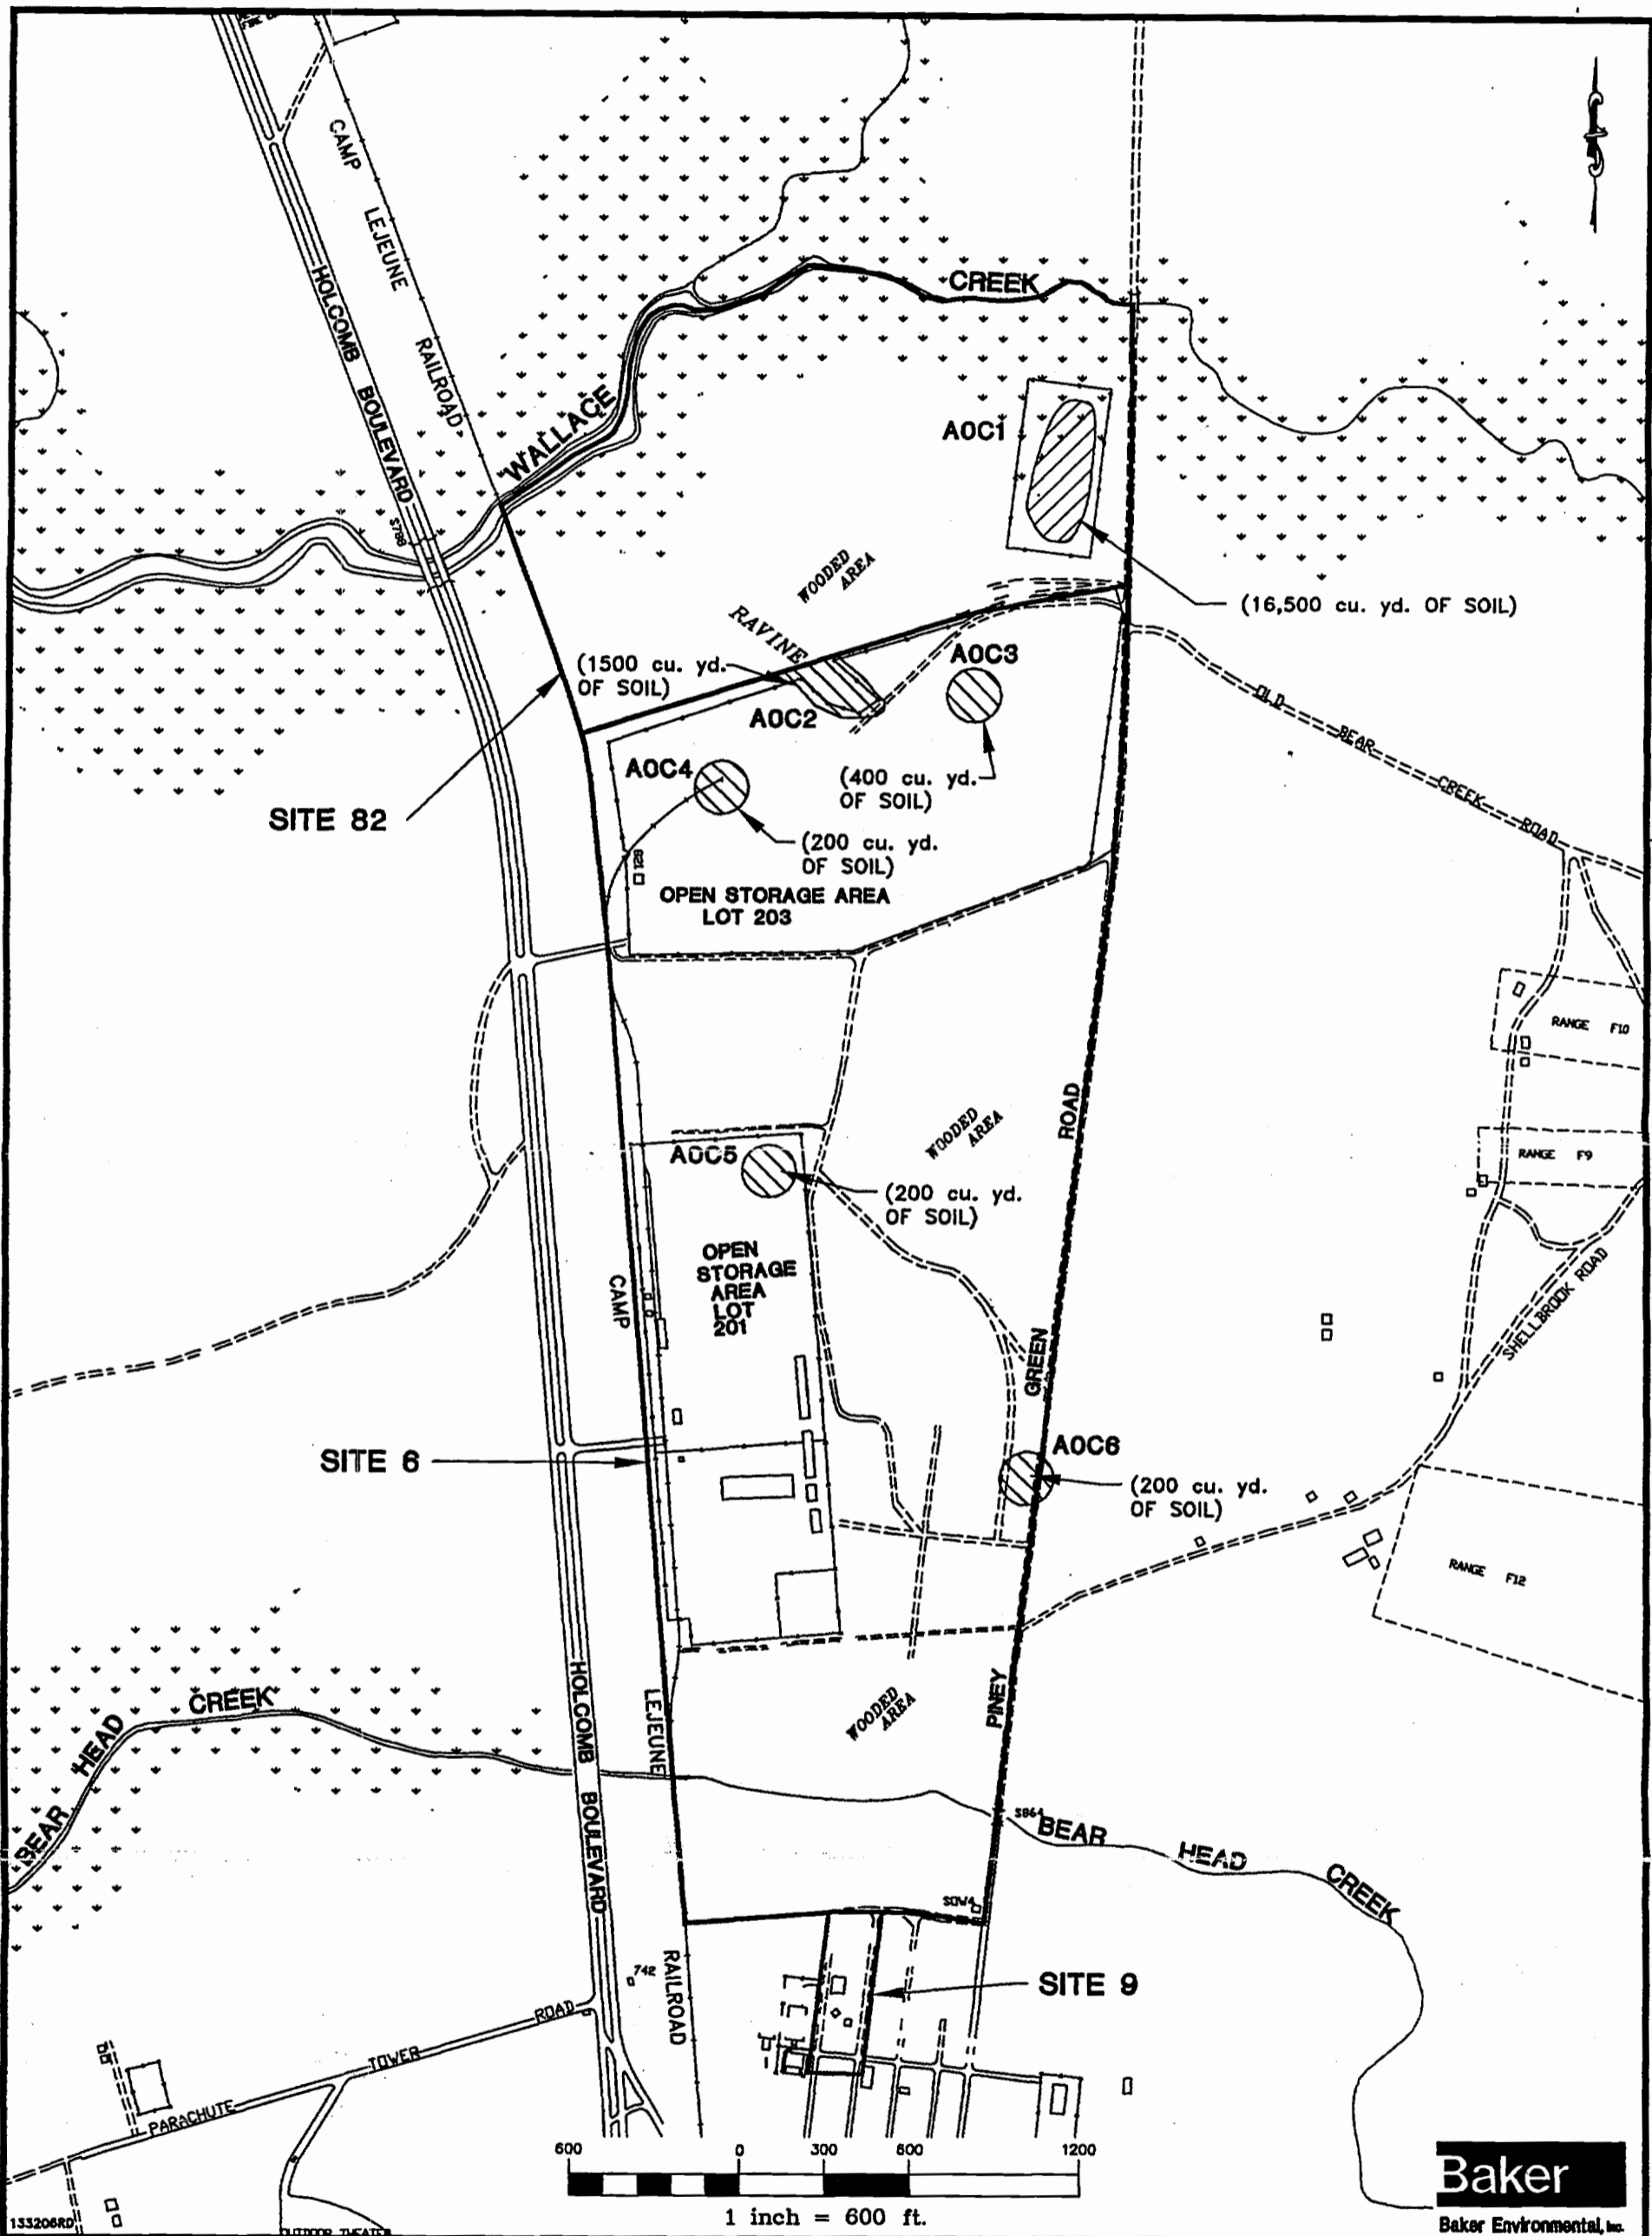 CAMP
LEJEUNE
RAILROAD
HOLCOMB BOULEVARD
S788
WALLACE
CREEK
AOC1
(16,500 cu. yd. OF SOIL)
WOODED
AREA
RAVINE
(1500 cu. yd.
OF SOIL)
AOC2
AOC3
(400 cu. yd.
OF SOIL)
AOC4
(200 cu. yd.
OF SOIL)
SITE 82
OLD
BEAR
CREEK
ROAD
OPEN STORAGE AREA
LOT 203
RANGE F10
RANGE F9
WOODED
AREA
ROAD
AOC5
(200 cu. yd.
OF SOIL)
OPEN
STORAGE
AREA
LOT
201
CAMP
GREEN
SHELLBROOK ROAD
SITE 6
AOC6
(200 cu. yd.
OF SOIL)
RANGE F12
WOODED
AREA
PINEY
LEJEUNE
HOLCOMB BOULEVARD
BEAR HEAD CREEK
S864
BEAR HEAD CREEK
SITE 9
742
RAILROAD
PARACHUTE TOWER ROAD
OUTDOOR THEATER
600 0 300 600 1200
1 inch = 600 ft.
133206RD
Baker
Baker Environmental, Inc.